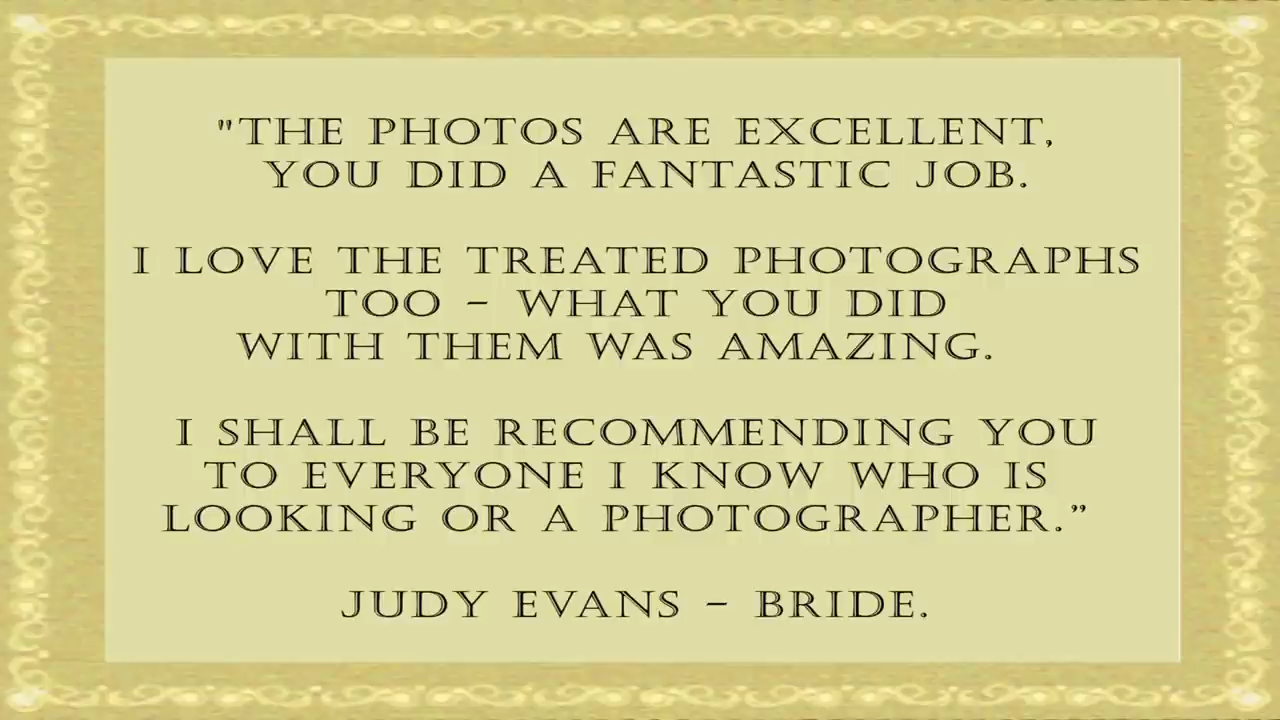 "THE PHOTOS ARE EXCELLENT,
YOU DID A FANTASTIC JOB.
I LOVE THE TREATED PHOTOGRAPHS
TOO – WHAT YOU DID
WITH THEM WAS AMAZING.
I SHALL BE RECOMMENDING YOU
TO EVERYONE I KNOW WHO IS
LOOKING OR A PHOTOGRAPHER.”
JUDY EVANS – BRIDE.